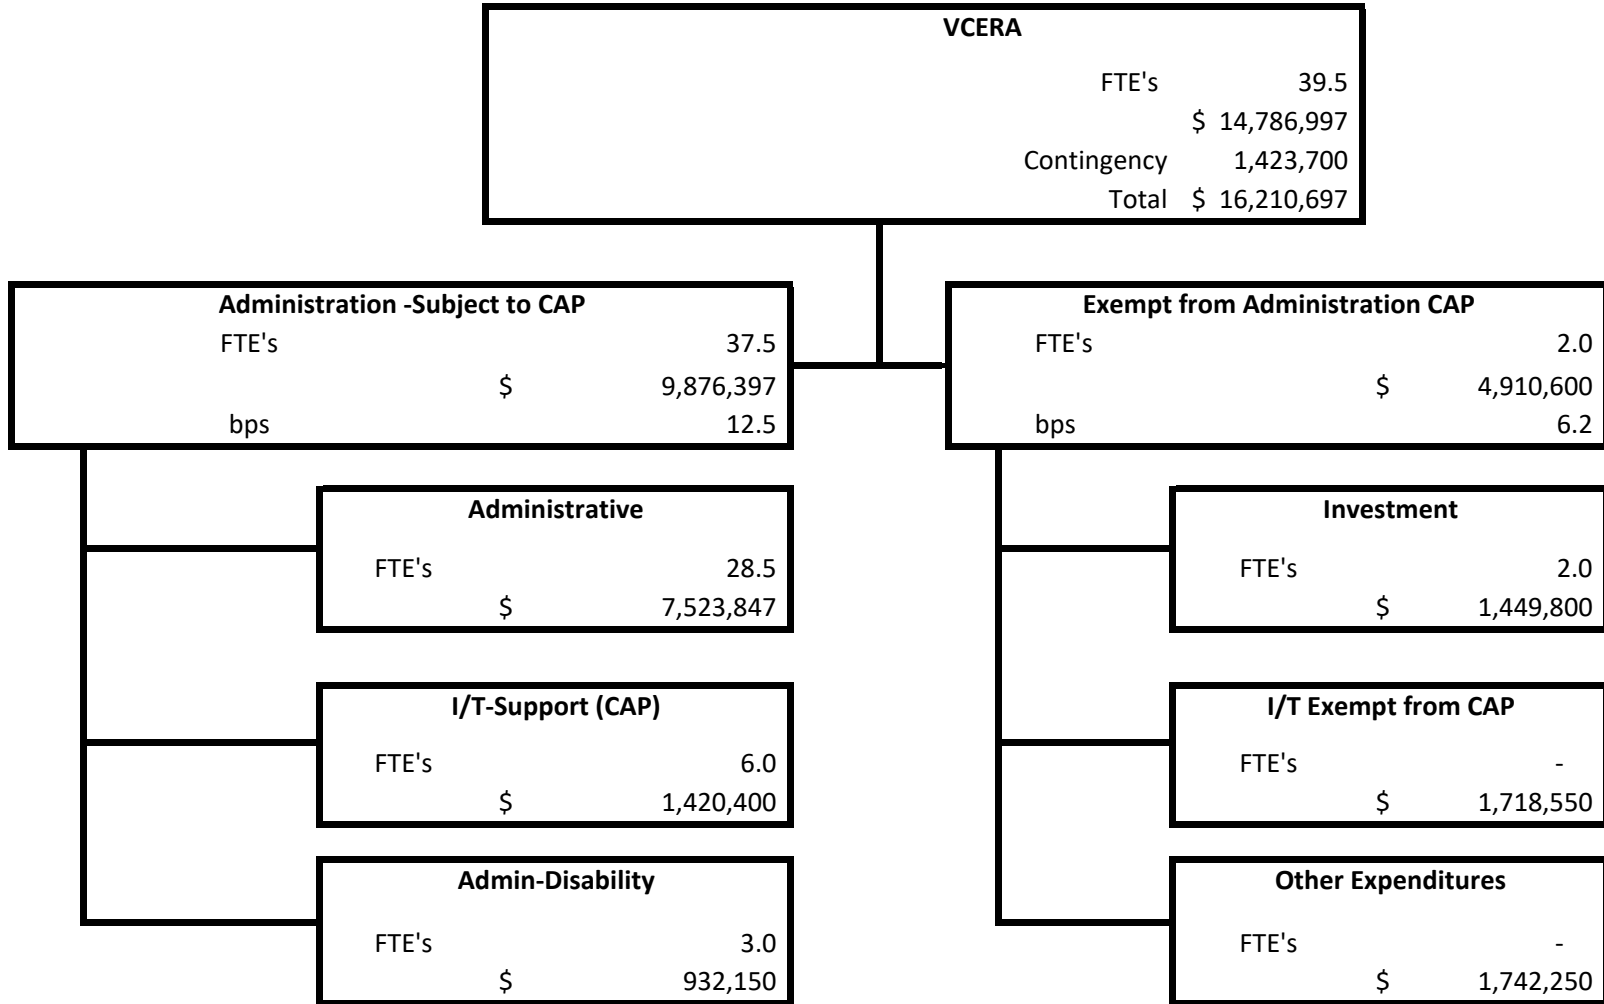 VCERA
FTE's 39.5
$ 14,786,997
Contingency 1,423,700
Total $ 16,210,697
Administration -Subject to CAP
FTE's 37.5
$ 9,876,397
bps 12.5
Exempt from Administration CAP
FTE's 2.0
$ 4,910,600
bps 6.2
Administrative
FTE's 28.5
$ 7,523,847
Investment
FTE's 2.0
$ 1,449,800
I/T-Support (CAP)
FTE's 6.0
$ 1,420,400
I/T Exempt from CAP
FTE's -
$ 1,718,550
Admin-Disability
FTE's 3.0
$ 932,150
Other Expenditures
FTE's -
$ 1,742,250